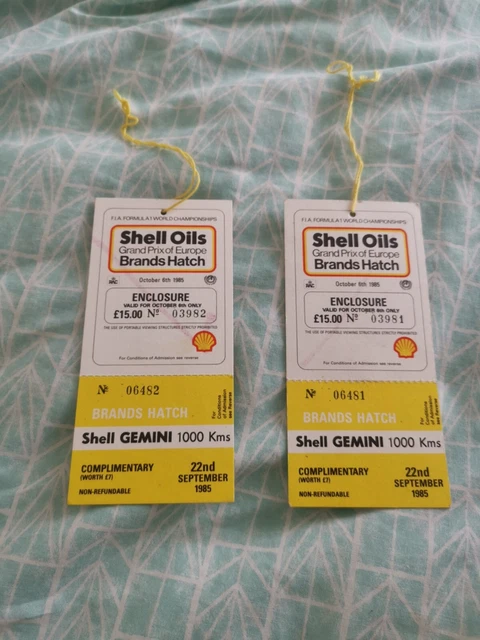 F.I.A. FORMULA 1 WORLD CHAMPIONSHIPS
Shell Oils
Grand Prix of Europe
Brands Hatch
October 6th 1985
ENCLOSURE
VALID FOR OCTOBER 6th ONLY
£15.00 No 03982
THE USE OF PORTABLE VIEWING STRUCTURES STRICTLY PROHIBITED
For Conditions of Admission see reverse
No 06482
For Conditions of Admission see Reverse
BRANDS HATCH
Shell GEMINI 1000 Kms
COMPLIMENTARY
(WORTH £7)
NON-REFUNDABLE
22nd
SEPTEMBER
1985
F.I.A. FORMULA 1 WORLD CHAMPIONSHIPS
Shell Oils
Grand Prix of Europe
Brands Hatch
October 6th 1985
ENCLOSURE
VALID FOR OCTOBER 6th ONLY
£15.00 No 03981
THE USE OF PORTABLE VIEWING STRUCTURES STRICTLY PROHIBITED
For Conditions of Admission see reverse
No 06481
For Conditions of Admission see Reverse
BRANDS HATCH
Shell GEMINI 1000 Kms
COMPLIMENTARY
(WORTH £7)
NON-REFUNDABLE
22nd
SEPTEMBER
1985